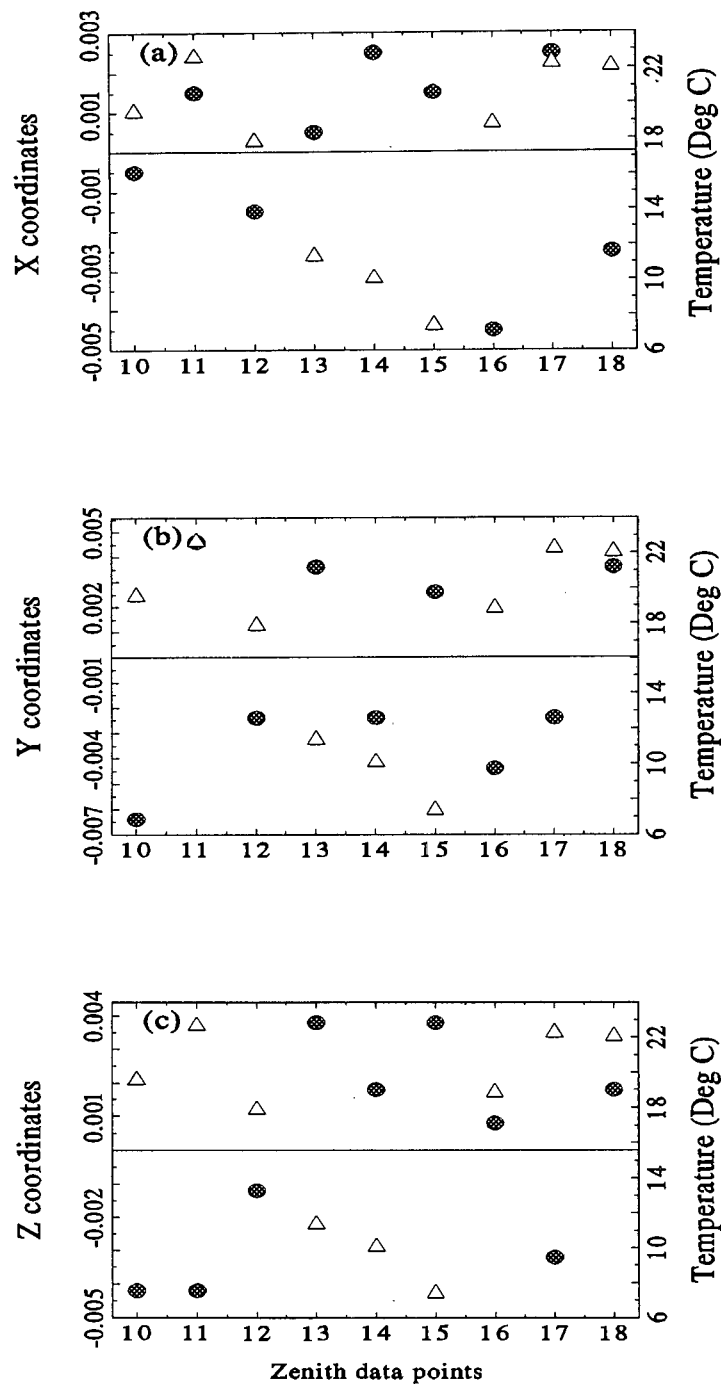 (a)
X coordinates
0.003
0.001
-0.001
-0.003
-0.005
10 11 12 13 14 15 16 17 18
22
18
14
10
6
Temperature (Deg C)
(b)
Y coordinates
0.005
0.002
-0.001
-0.004
-0.007
10 11 12 13 14 15 16 17 18
22
18
14
10
6
Temperature (Deg C)
(c)
Z coordinates
0.004
0.001
-0.002
-0.005
10 11 12 13 14 15 16 17 18
22
18
14
10
6
Temperature (Deg C)
Zenith data points